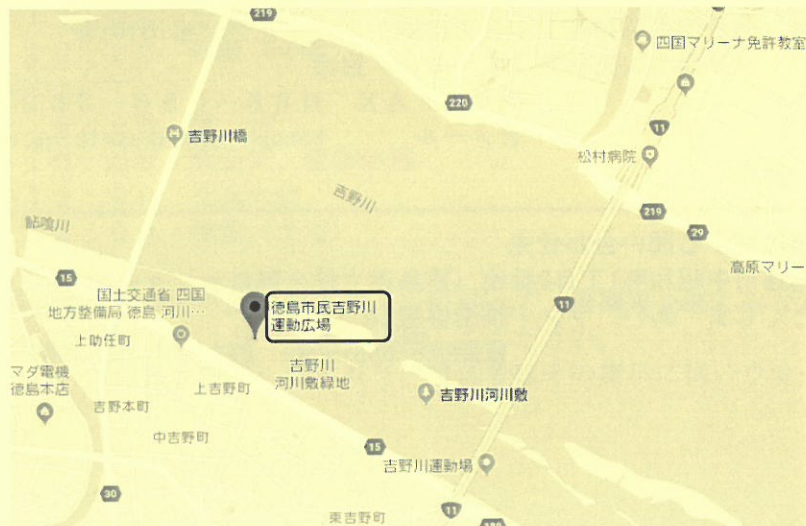 219
四国マリーナ免許教室
220
11
吉野川橋
松村病院
吉野川
219
鮎喰川
29
高原マリー
15
国土交通省 四国
地方整備局 徳島 河川…
11
徳島市民吉野川
運動広場
上助任町
吉野川
河川敷緑地
マダ電機
徳島本店
上吉野町
吉野川河川敷
吉野本町
中吉野町
15
吉野川運動場
30
11
東吉野町